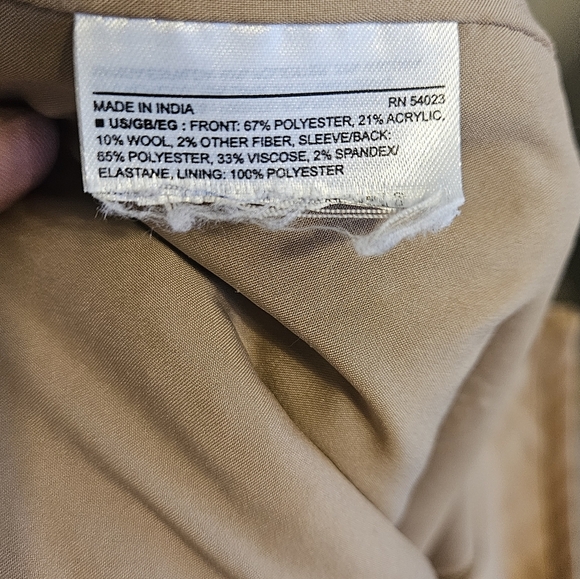 MADE IN INDIA RN 54023
■ US/GB/EG : FRONT: 67% POLYESTER, 21% ACRYLIC,
10% WOOL, 2% OTHER FIBER, SLEEVE/BACK:
65% POLYESTER, 33% VISCOSE, 2% SPANDEX/
ELASTANE, LINING: 100% POLYESTER